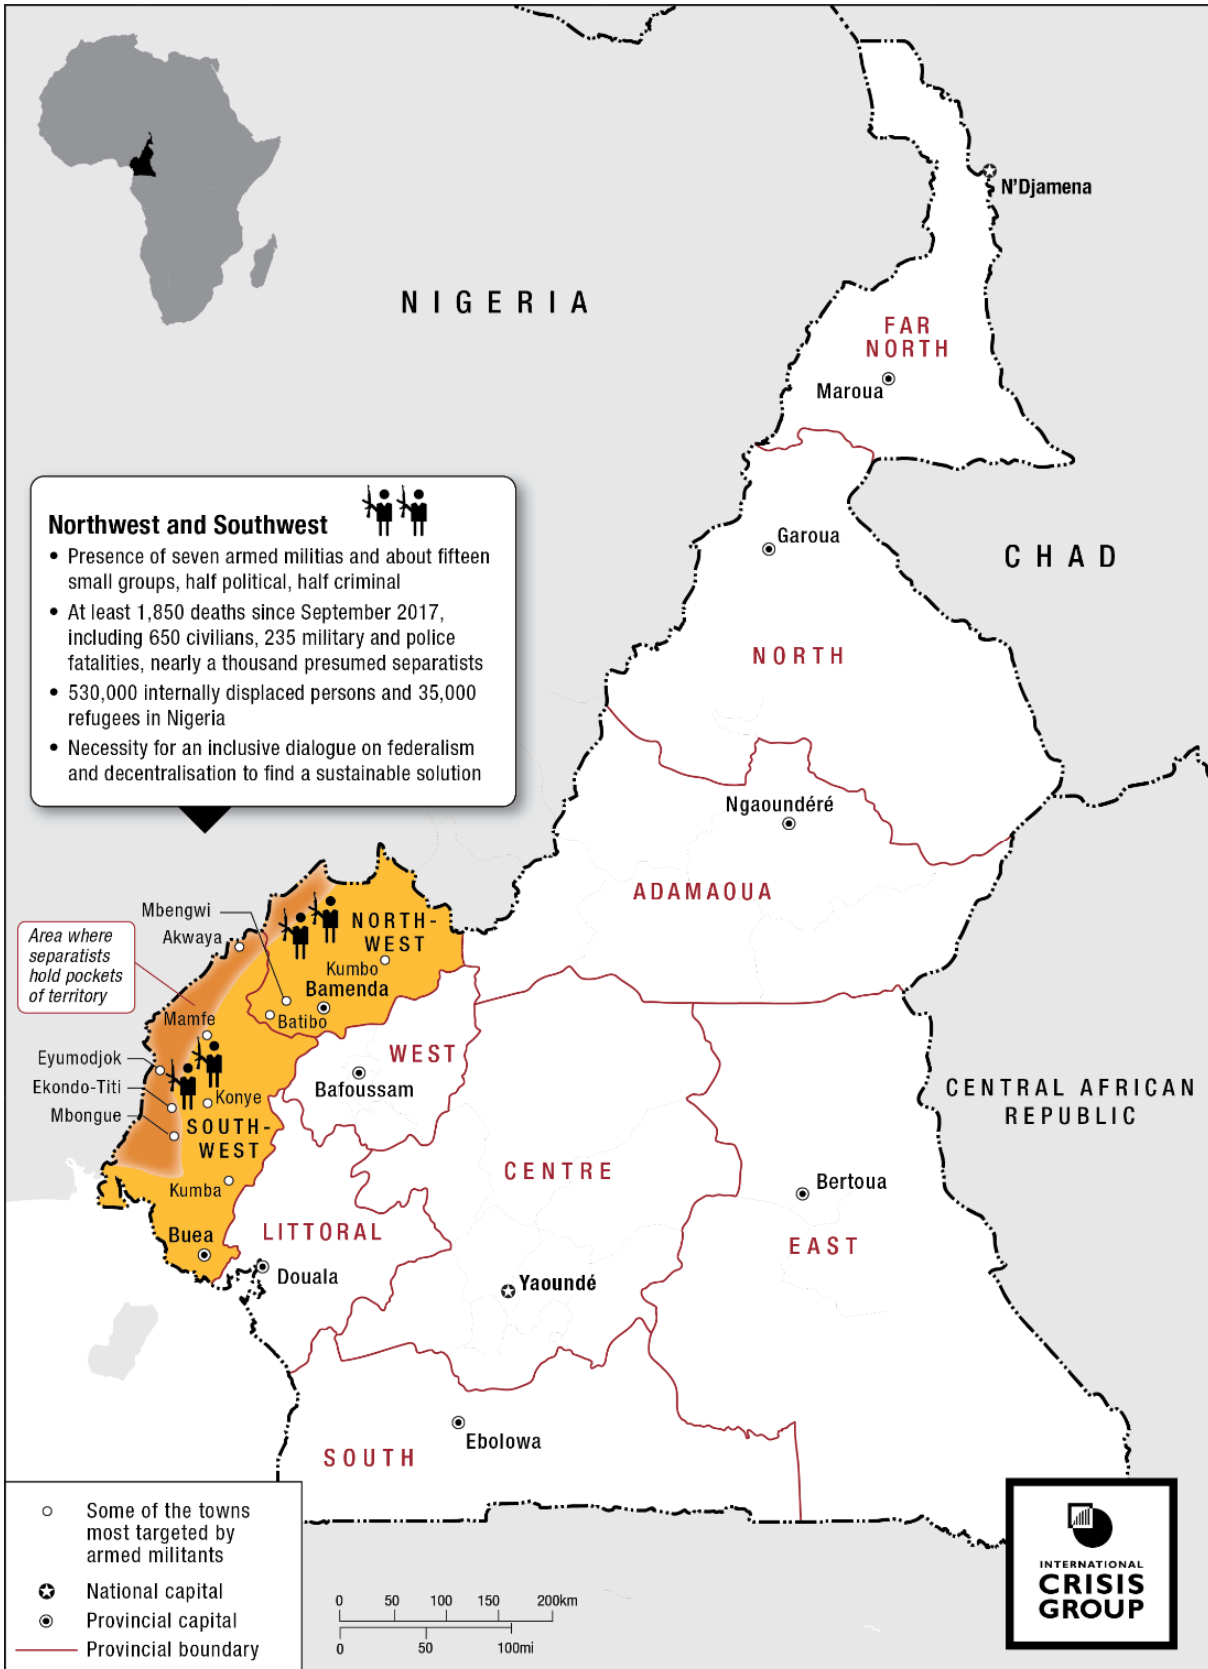 N'Djamena
NIGERIA
FAR
NORTH
Maroua
Northwest and Southwest
• Presence of seven armed militias and about fifteen
small groups, half political, half criminal
• At least 1,850 deaths since September 2017,
including 650 civilians, 235 military and police
fatalities, nearly a thousand presumed separatists
• 530,000 internally displaced persons and 35,000
refugees in Nigeria
• Necessity for an inclusive dialogue on federalism
and decentralisation to find a sustainable solution
Garoua
CHAD
NORTH
Ngaoundéré
ADAMAOUA
Mbengwi
Akwaya
NORTH-
WEST
Area where
separatists
hold pockets
of territory
Kumbo
Bamenda
Mamfe
Batibo
WEST
Eyumodjok
Bafoussam
Ekondo-Titi
Konye
CENTRAL AFRICAN
REPUBLIC
Mbongue
SOUTH-
WEST
CENTRE
Kumba
Bertoua
Buea
LITTORAL
EAST
Douala
Yaoundé
Ebolowa
SOUTH
Some of the towns
most targeted by
armed militants
National capital
Provincial capital
Provincial boundary
0 50 100 150 200km
0 50 100mi
INTERNATIONAL
CRISIS
GROUP